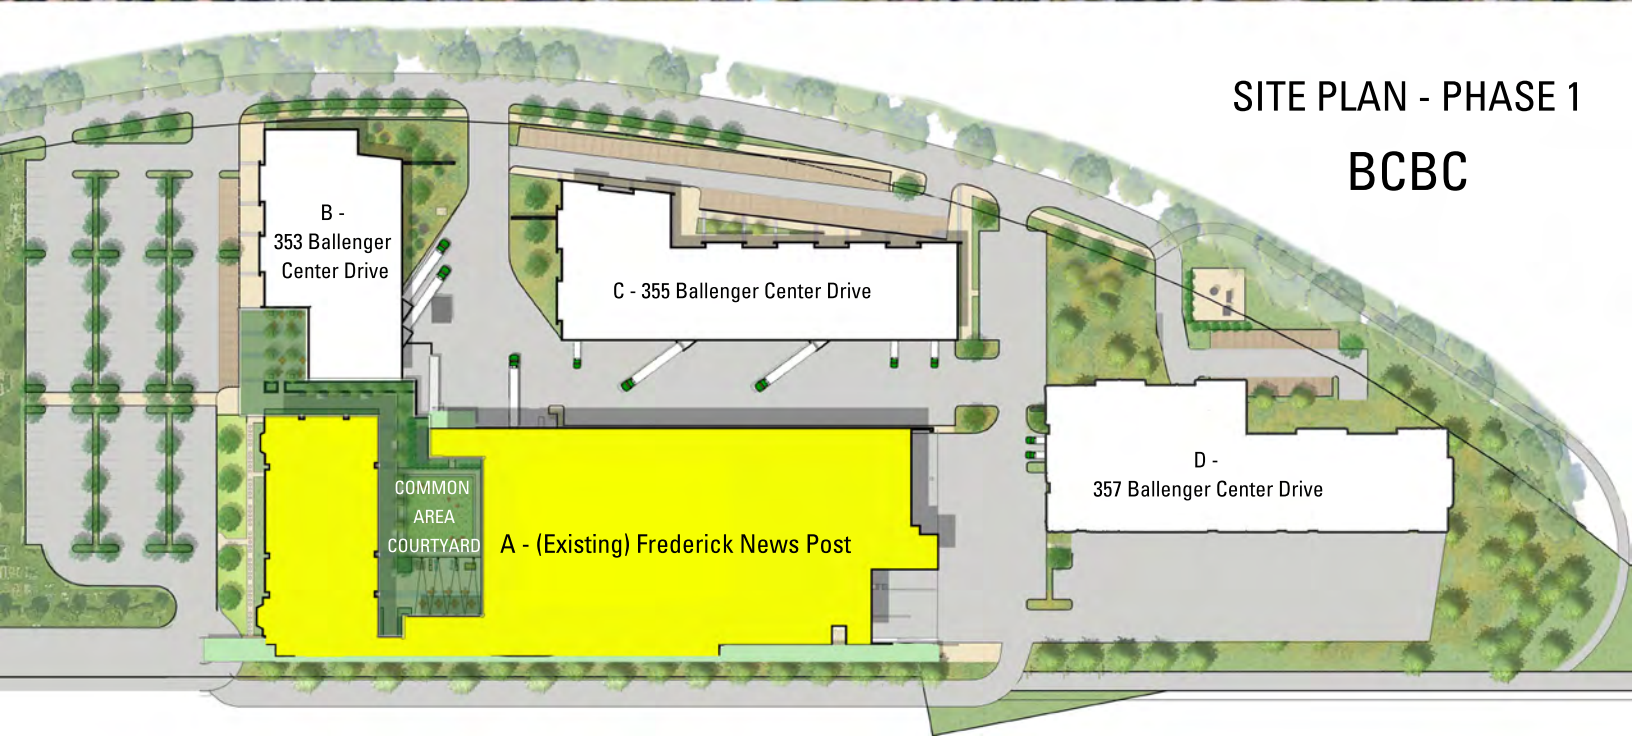 SITE PLAN - PHASE 1
BCBC
B -
353 Ballenger
Center Drive
C - 355 Ballenger Center Drive
D -
357 Ballenger Center Drive
COMMON
AREA
COURTYARD
A - (Existing) Frederick News Post